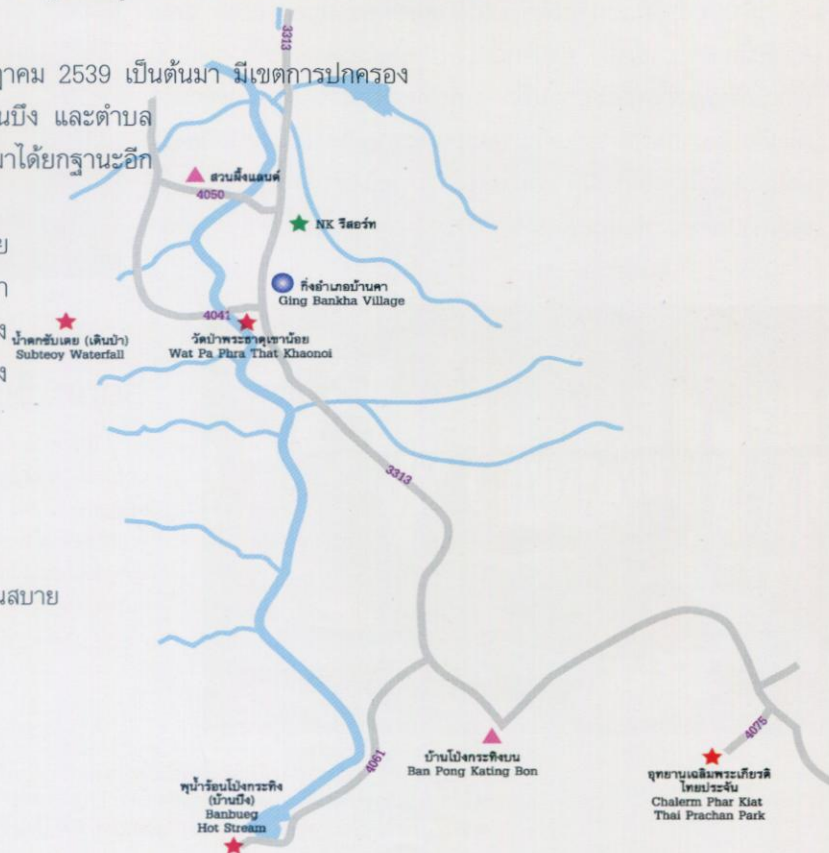 3313
าคม 2539 เป็นต้นมา มีเขตการปกครอง
นบึง และตำบล
มาได้ยกฐานะอีก
สวนผึ้งแลนด์
4050
NK รีสอร์ท
ย
กิ่งอำเภอบ้านคา
Ging Bankha Village
า
4041
ง
น้ำตกซับเตย (เดินป่า)
Subteoy Waterfall
วัดป่าพระธาตุเขาน้อย
Wat Pa Phra That Khaonoi
ง
3313
นสบาย
4075
4061
บ้านโป่งกระทิงบน
Ban Pong Kating Bon
อุทยานเฉลิมพระเกียรติ
ไทยประจัน
Chalerm Phar Kiat
Thai Prachan Park
พุน้ำร้อนโป่งกระทิง
(บ้านบึง)
Banbueg
Hot Stream